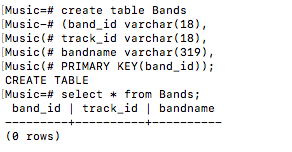 [Music=# create table Bands
[Music-# (band_id varchar(18),
[Music(# track_id varchar(18),
[Music(# bandname varchar(319),
[Music(# PRIMARY KEY(band_id));
CREATE TABLE
[Music=# select * from Bands;
 band_id | track_id | bandname
---------+----------+----------
(0 rows)